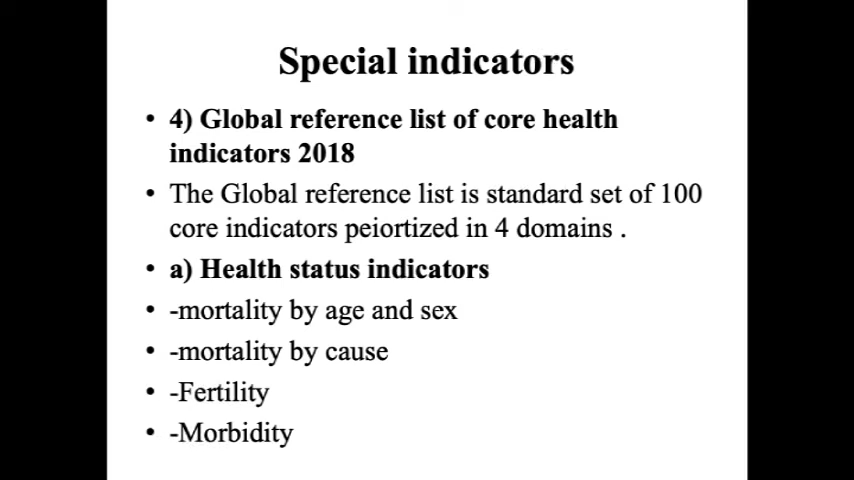 Special indicators
• 4) Global reference list of core health
indicators 2018
• The Global reference list is standard set of 100
core indicators peiortized in 4 domains .
• a) Health status indicators
• -mortality by age and sex
• -mortality by cause
• -Fertility
• -Morbidity